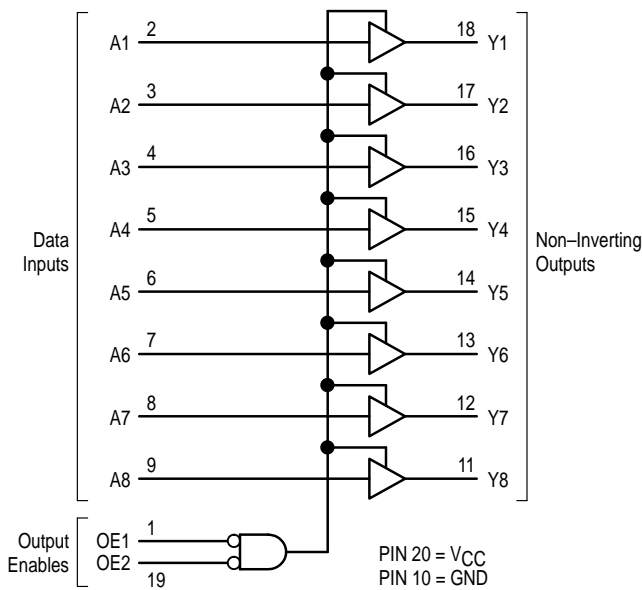 A1 2 18 Y1
A2 3 17 Y2
A3 4 16 Y3
A4 5 15 Y4
Data
Inputs
Non–Inverting
Outputs
A5 6 14 Y5
A6 7 13 Y6
A7 8 12 Y7
A8 9 11 Y8
Output
Enables
OE1 1
OE2 19
PIN 20 = VCC
PIN 10 = GND